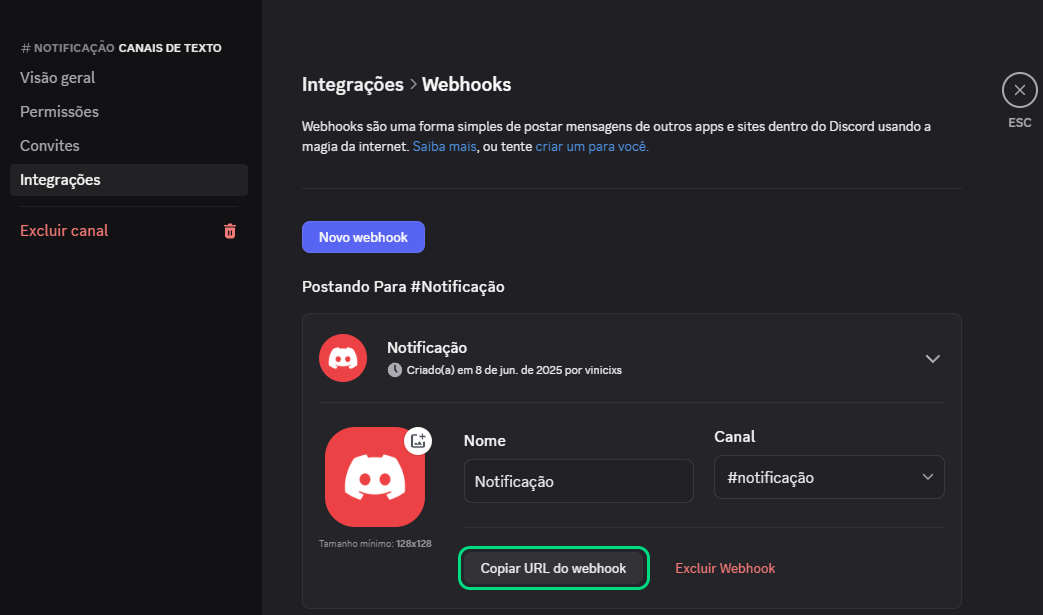 # NOTIFICAÇÃO CANAIS DE TEXTO
Visão geral
Permissões
Convites
Integrações
Excluir canal
Integrações > Webhooks
ESC
Webhooks são uma forma simples de postar mensagens de outros apps e sites dentro do Discord usando a
magia da internet. Saiba mais, ou tente criar um para você.
Novo webhook
Postando Para #Notificação
Notificação
Criado(a) em 8 de jun. de 2025 por vinicixs
Nome
Canal
Notificação
#notificação
Tamanho mínimo: 128x128
Copiar URL do webhook
Excluir Webhook